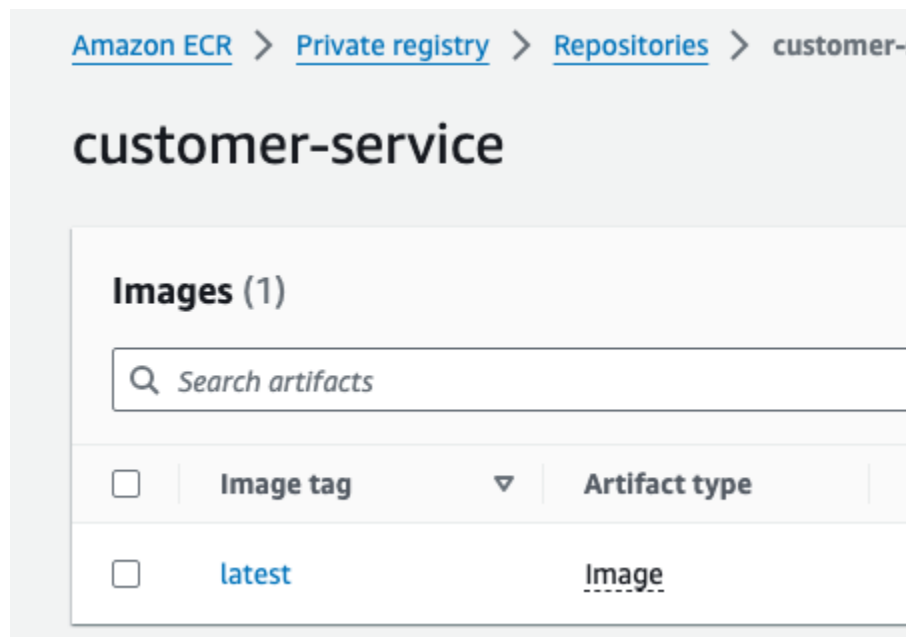 Amazon ECR > Private registry > Repositories > customer-
customer-service
Images (1)
Search artifacts
Image tag Artifact type
latest Image